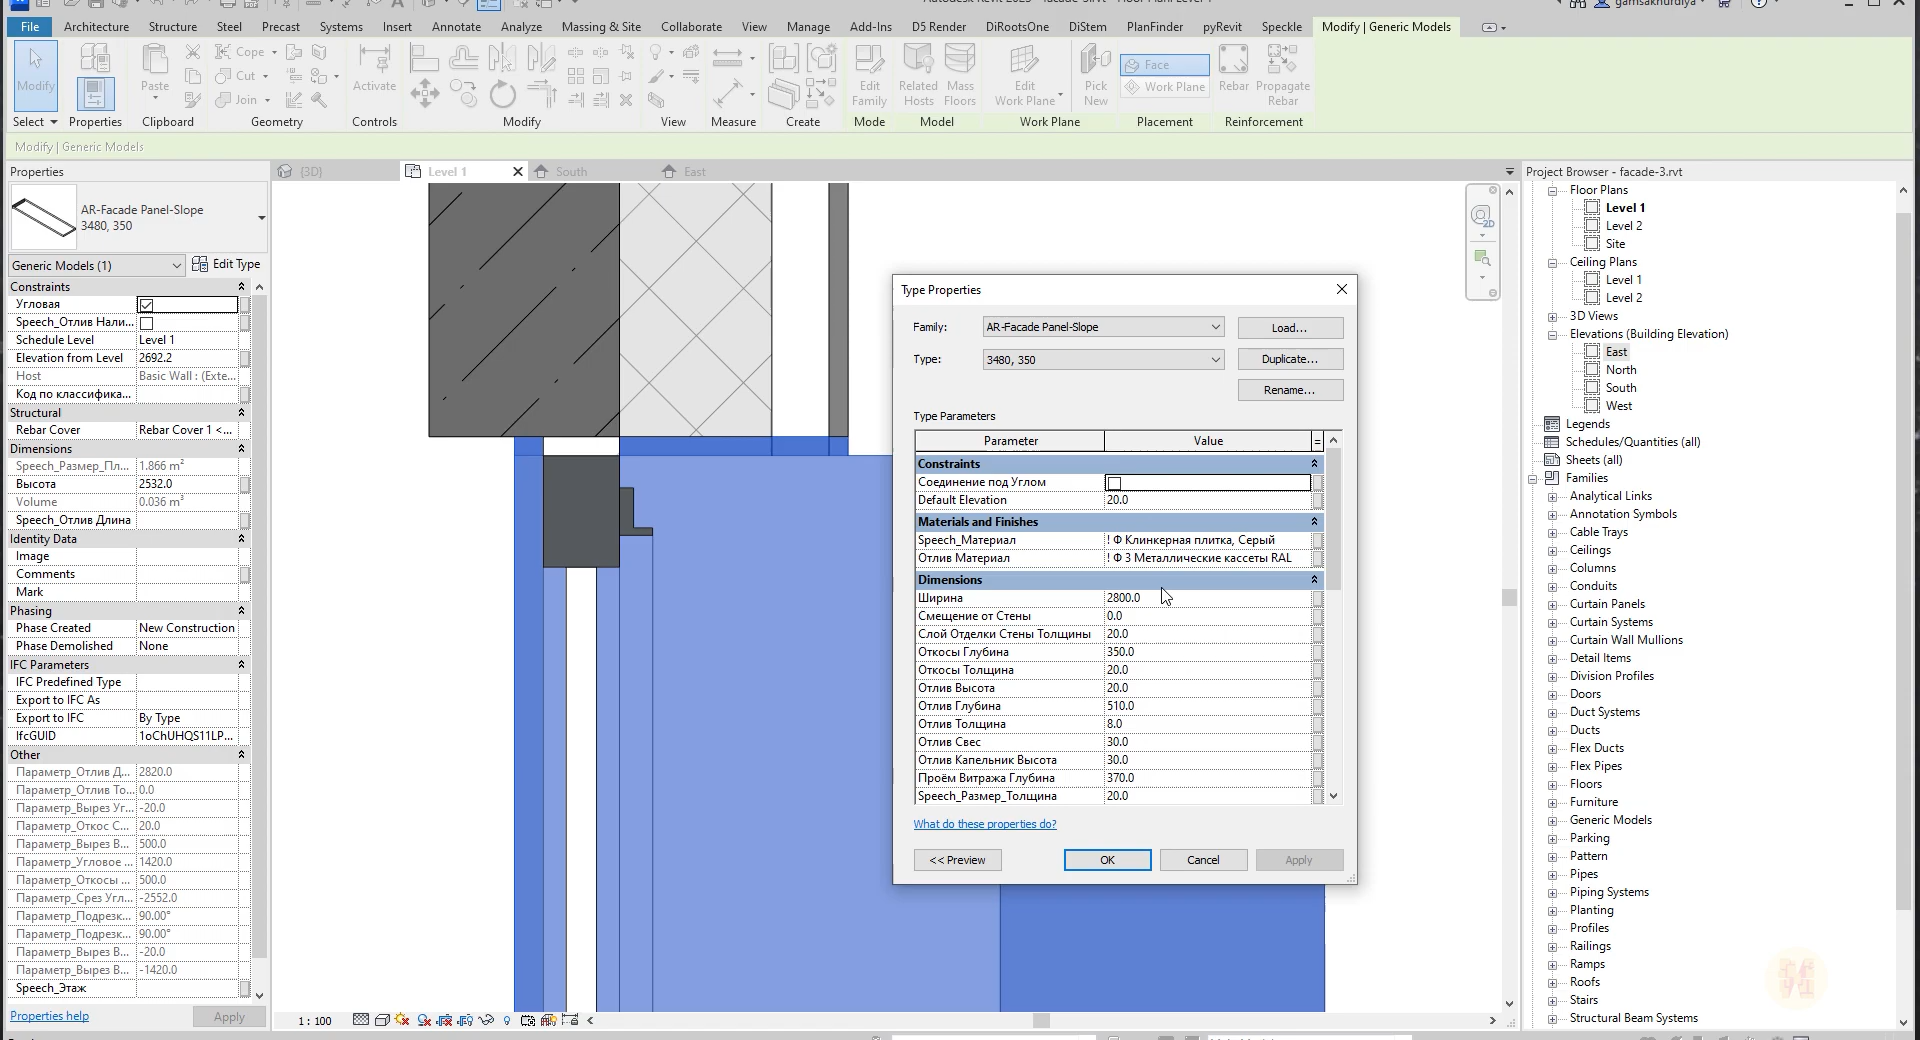 File Architecture Structure Steel Precast Systems Insert Annotate Analyze Massing & Site Collaborate View Manage Add-Ins D5 Render DiRootsOne DiStem PlanFinder pyRevit Speckle Modify | Generic Models
Modify
Paste
Cope
Cut
Join
Activate
Edit Family
Related Hosts
Mass Floors
Edit Work Plane
Pick New
Face
Work Plane
Rebar
Propagate Rebar
Select Properties Clipboard Geometry Controls Modify View Measure Create Mode Model Work Plane Placement Reinforcement
Modify | Generic Models
Properties
AR-Facade Panel-Slope
3480, 350
Generic Models (1) Edit Type
Constraints
Угловая
Speech_Отлив Нали...
Schedule Level Level 1
Elevation from Level 2692.2
Host Basic Wall : (Exte...
Код по классифика...
Structural
Rebar Cover Rebar Cover 1 <...
Dimensions
Speech_Размер_Пл... 1.866 m²
Высота 2532.0
Volume 0.036 m³
Speech_Отлив Длина
Identity Data
Image
Comments
Mark
Phasing
Phase Created New Construction
Phase Demolished None
IFC Parameters
IFC Predefined Type
Export to IFC As
Export to IFC By Type
IfcGUID 1oChUHQS11LP...
Other
Параметр_Отлив Д... 2820.0
Параметр_Отлив То... 0.0
Параметр_Вырез Уг... -20.0
Параметр_Откос С... 20.0
Параметр_Вырез В... 500.0
Параметр_Угловое ... 1420.0
Параметр_Откосы ... 500.0
Параметр_Срез Угл... -2552.0
Параметр_Подрезк... 90.00°
Параметр_Подрезк... 90.00°
Параметр_Вырез В... -20.0
Параметр_Вырез В... -1420.0
Speech_Этаж
Properties help Apply
{3D} Level 1 South East
2D
1 : 100
Type Properties
Family: AR-Facade Panel-Slope Load...
Type: 3480, 350 Duplicate...
Rename...
Type Parameters
Parameter Value =
Constraints
Соединение под Углом
Default Elevation 20.0
Materials and Finishes
Speech_Материал ! Ф Клинкерная плитка, Серый
Отлив Материал ! Ф 3 Металлические кассеты RAL
Dimensions
Ширина 2800.0
Смещение от Стены 0.0
Слой Отделки Стены Толщины 20.0
Откосы Глубина 350.0
Откосы Толщина 20.0
Отлив Высота 20.0
Отлив Глубина 510.0
Отлив Толщина 8.0
Отлив Свес 30.0
Отлив Капельник Высота 30.0
Проём Витража Глубина 370.0
Speech_Размер_Толщина 20.0
What do these properties do?
<< Preview OK Cancel Apply
Project Browser - facade-3.rvt
Floor Plans
Level 1
Level 2
Site
Ceiling Plans
Level 1
Level 2
3D Views
Elevations (Building Elevation)
East
North
South
West
Legends
Schedules/Quantities (all)
Sheets (all)
Families
Analytical Links
Annotation Symbols
Cable Trays
Ceilings
Columns
Conduits
Curtain Panels
Curtain Systems
Curtain Wall Mullions
Detail Items
Division Profiles
Doors
Duct Systems
Ducts
Flex Ducts
Flex Pipes
Floors
Furniture
Generic Models
Parking
Pattern
Pipes
Piping Systems
Planting
Profiles
Railings
Ramps
Roofs
Stairs
Structural Beam Systems